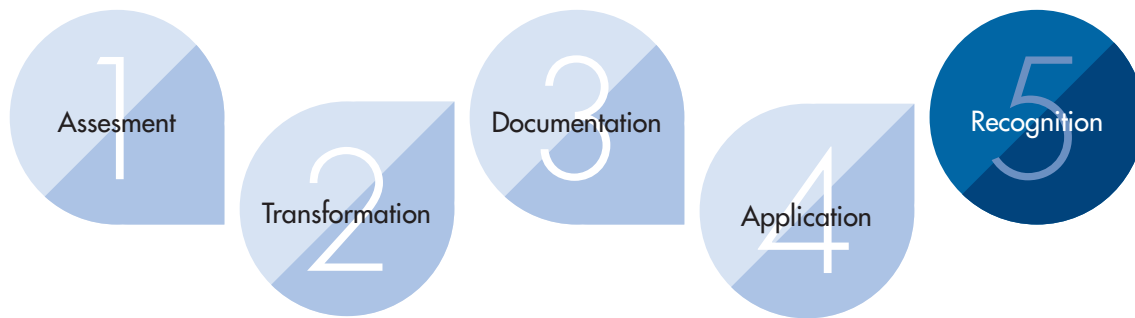 1
Assesment
2
Transformation
3
Documentation
4
Application
5
Recognition